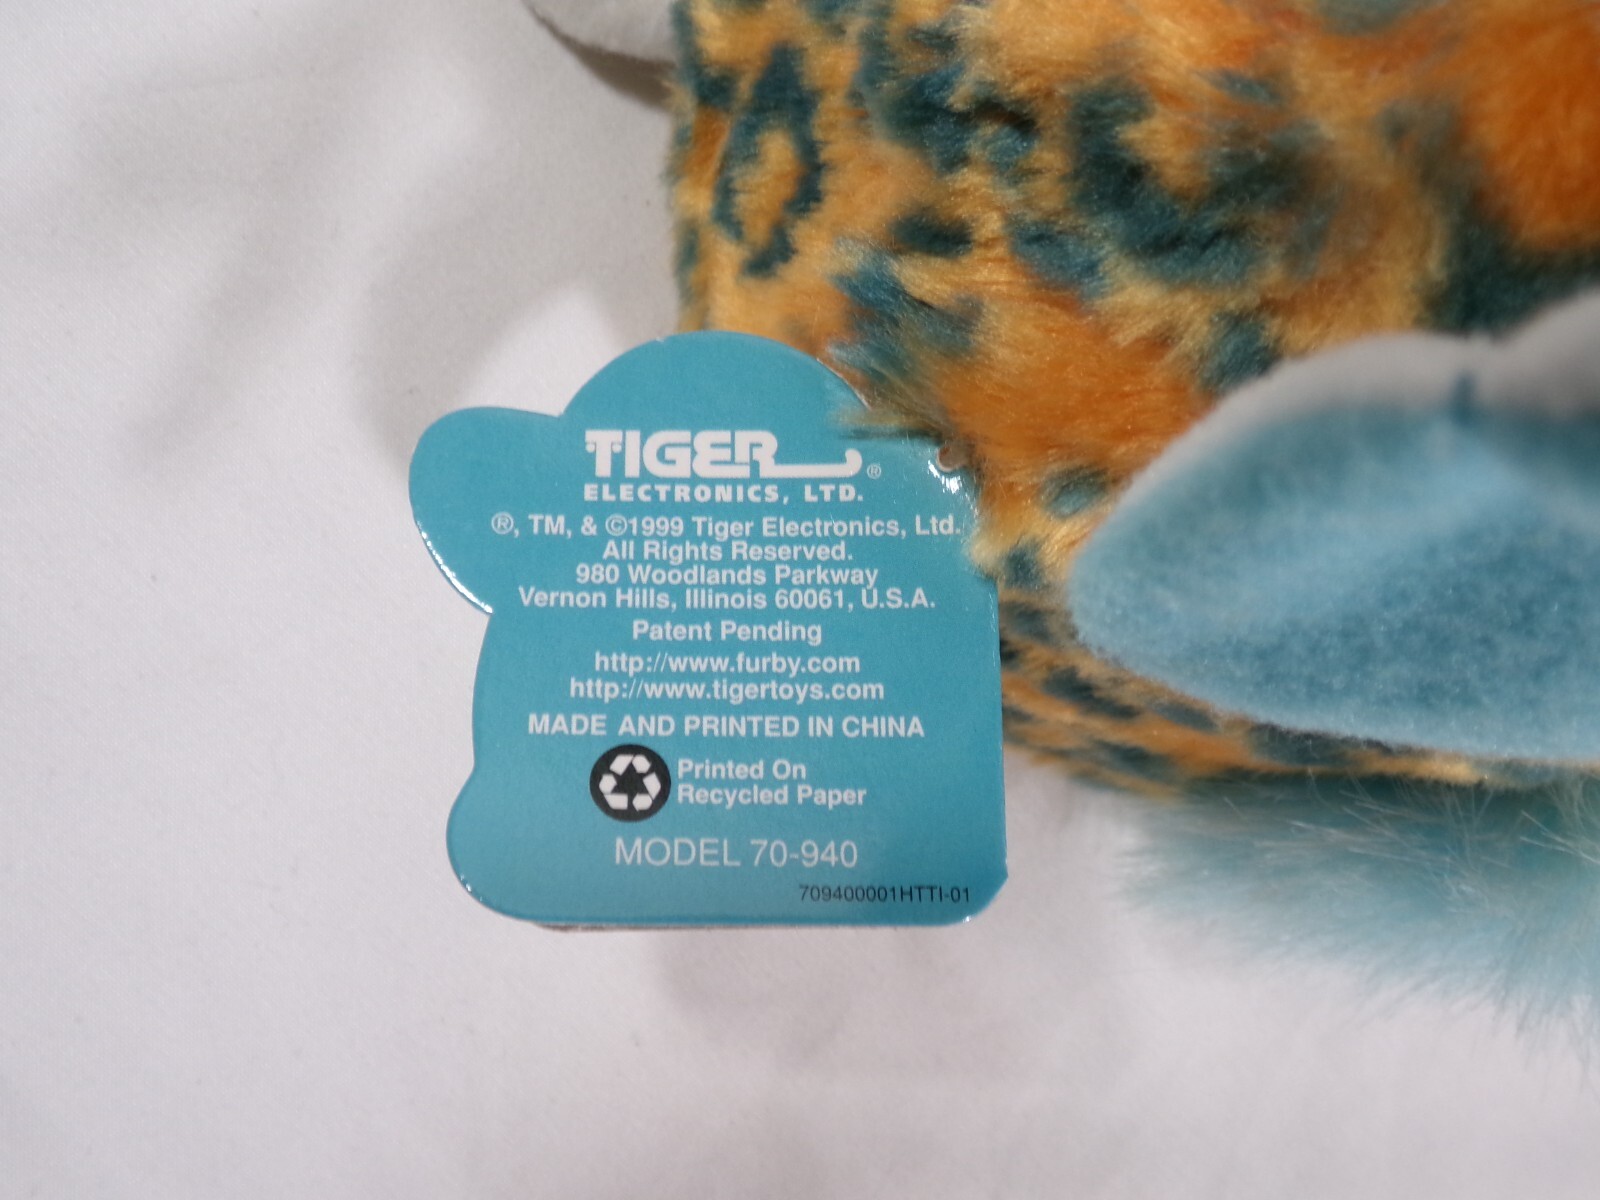 TIGER®
ELECTRONICS, LTD.
®, TM, & ©1999 Tiger Electronics, Ltd.
All Rights Reserved.
980 Woodlands Parkway
Vernon Hills, Illinois 60061, U.S.A.
Patent Pending
http://www.furby.com
http://www.tigertoys.com
MADE AND PRINTED IN CHINA
Printed On
Recycled Paper
MODEL 70-940
709400001HTTI-01